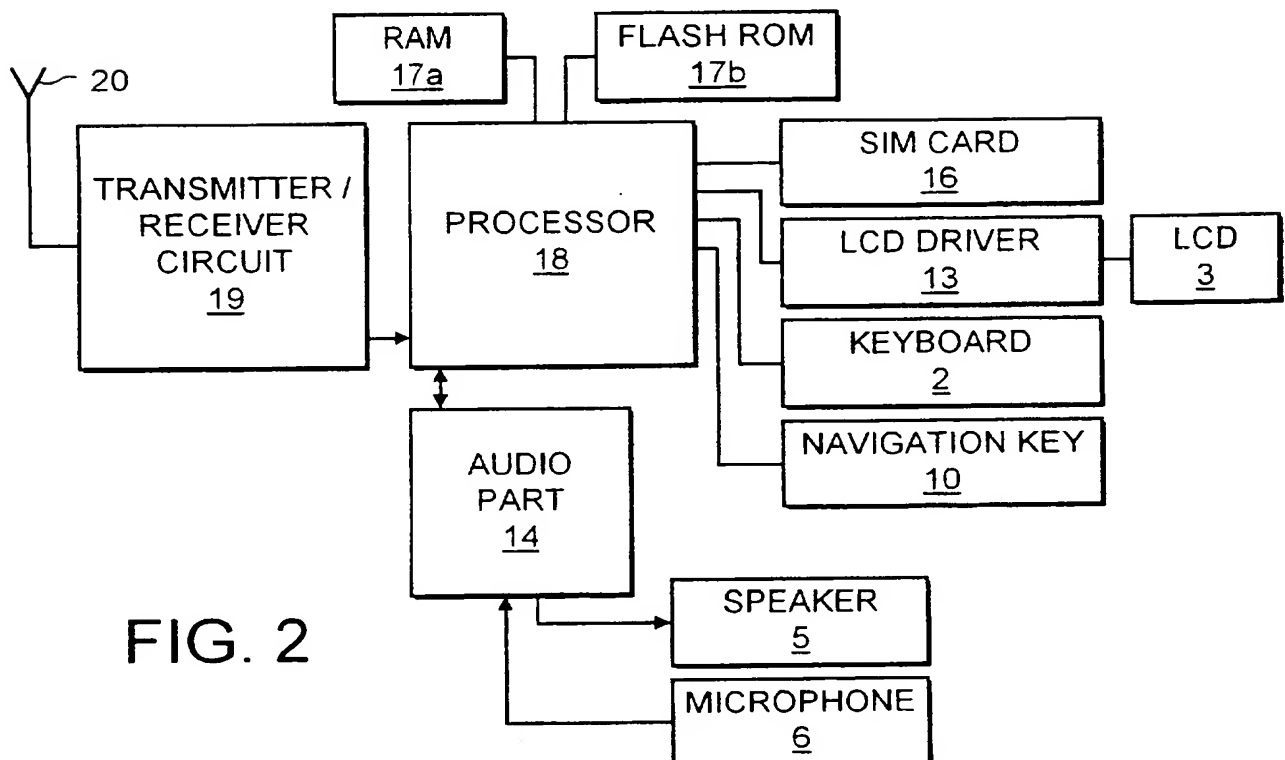 RAM
17a
FLASH ROM
17b
20
TRANSMITTER /
RECEIVER
CIRCUIT
19
PROCESSOR
18
SIM CARD
16
LCD DRIVER
13
LCD
3
KEYBOARD
2
NAVIGATION KEY
10
AUDIO
PART
14
SPEAKER
5
MICROPHONE
6
FIG. 2